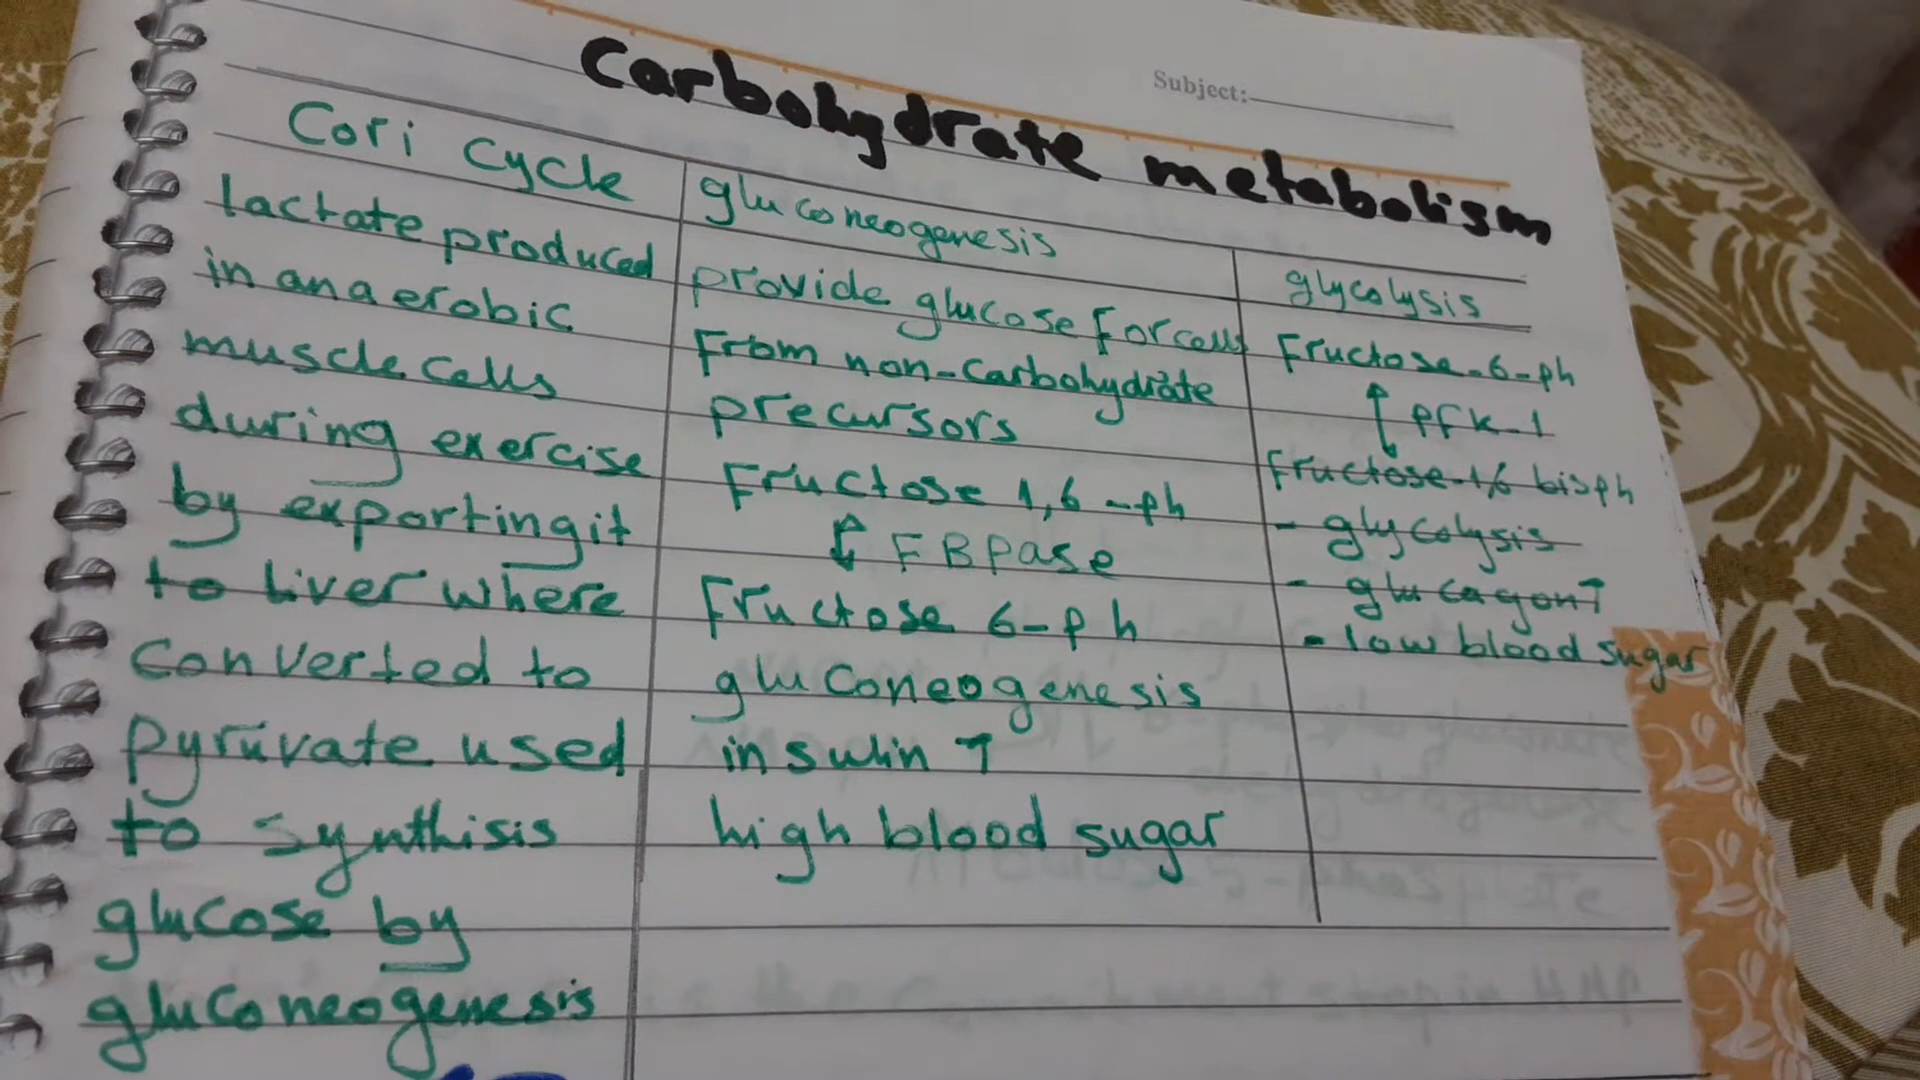 Subject:
Carbohydrate metabolism
Cori cycle
lactate produced
in anaerobic
muscle cells
during exercise
by exporting it
to liver where
converted to
pyruvate used
to synthisis
glucose by
gluconeogenesis
gluconeogenesis
provide glucose for cells
from non-carbohydrate
precursors
Fructose 1,6-ph
↕ FBpase
Fructose 6-ph
gluconeogenesis
insulin ↑
high blood sugar
glycolysis
Fructose-6-ph
↕ PFK-1
Fructose-1,6 bisph
- glycolysis
- glucagon ↑
- low blood sugar